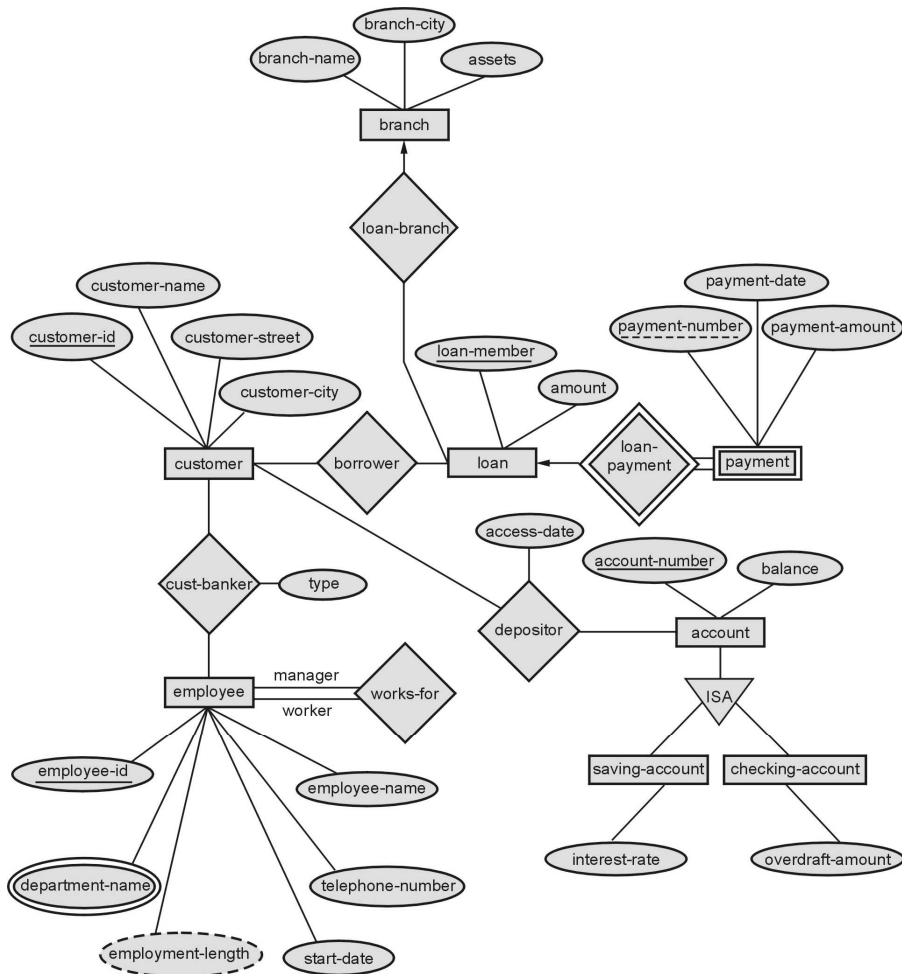 branch-city
branch-name
assets
branch
loan-branch
customer-name
payment-date
customer-id
customer-street
loan-member
payment-number
payment-amount
customer-city
amount
customer
borrower
loan
loan-
payment
payment
access-date
account-number
balance
cust-banker
type
depositor
account
manager
employee
works-for
worker
ISA
employee-id
employee-name
saving-account
checking-account
department-name
telephone-number
interest-rate
overdraft-amount
employment-length
start-date